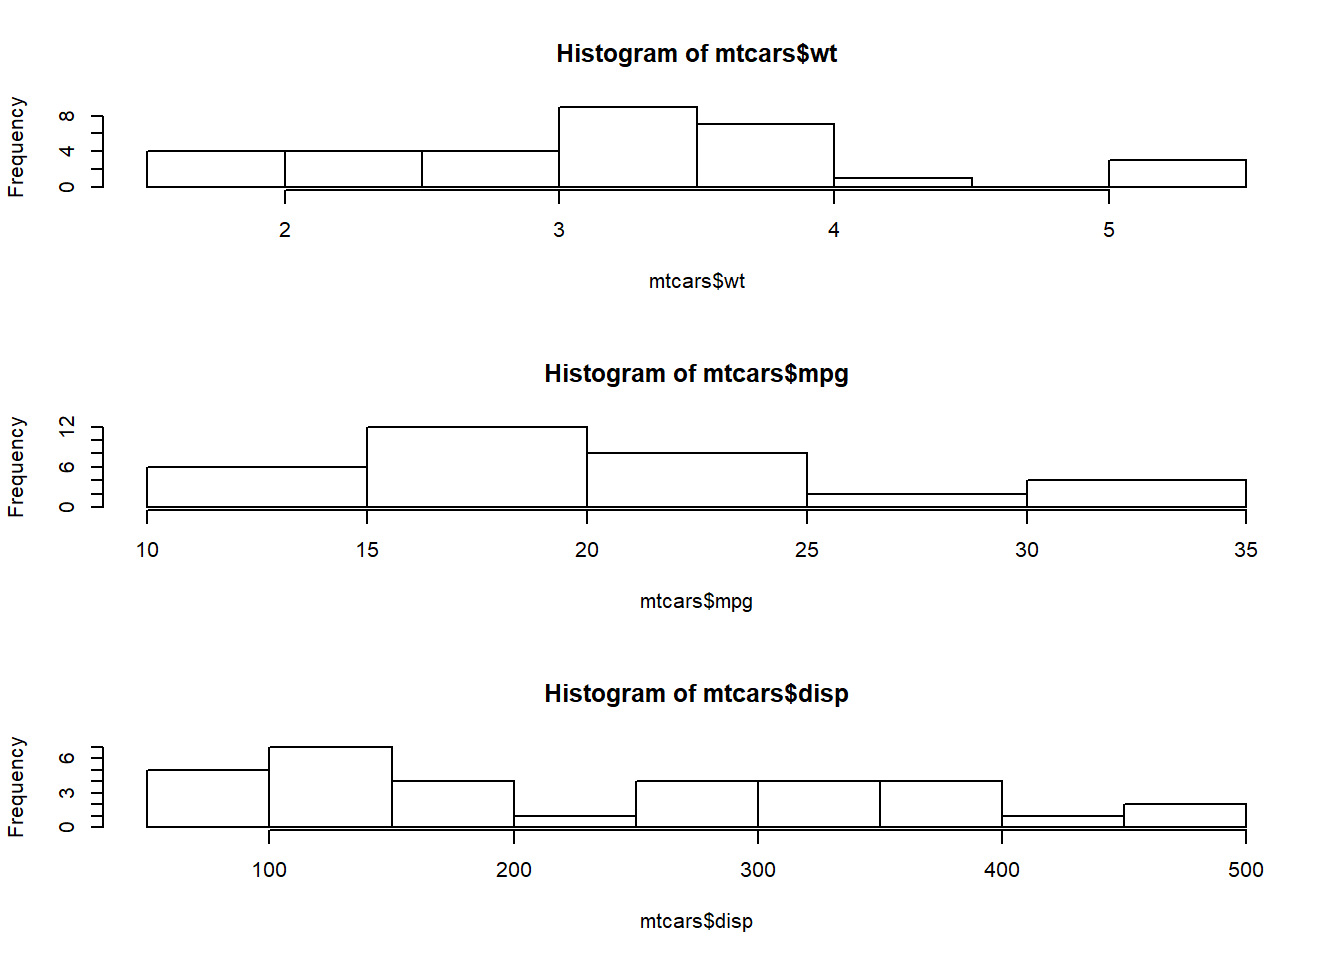 Histogram of mtcars$wt
Frequency
8
4
0
2 3 4 5
mtcars$wt
Histogram of mtcars$mpg
Frequency
12
6
0
10 15 20 25 30 35
mtcars$mpg
Histogram of mtcars$disp
Frequency
6
3
0
100 200 300 400 500
mtcars$disp